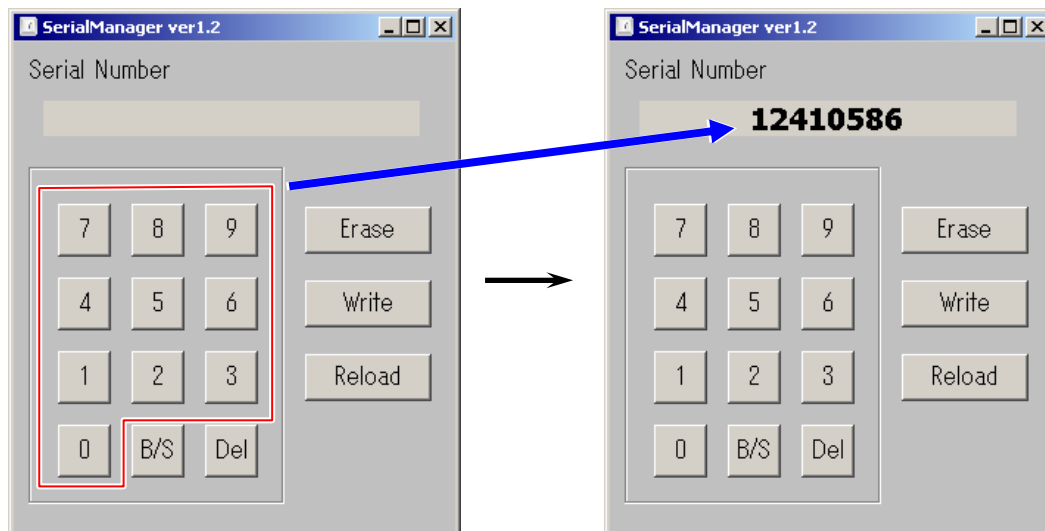 SerialManager ver1.2
Serial Number
7 8 9 Erase
4 5 6 Write
1 2 3 Reload
0 B/S Del
SerialManager ver1.2
Serial Number
12410586
7 8 9 Erase
4 5 6 Write
1 2 3 Reload
0 B/S Del